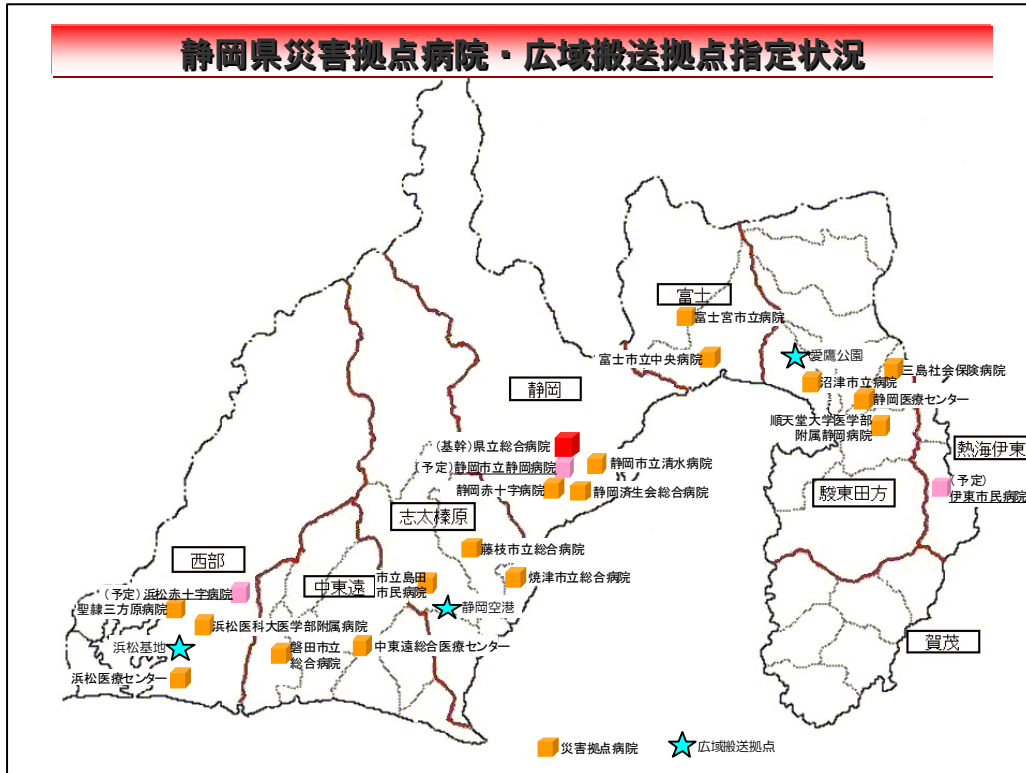 静岡県災害拠点病院・広域搬送拠点指定状況
富士
富士宮市立病院
富士市立中央病院
愛鷹公園
三島社会保険病院
沼津市立病院
静岡医療センター
順天堂大学医学部
附属静岡病院
静岡
熱海伊東
(基幹)県立総合病院
(予定)静岡市立静岡病院
静岡市立清水病院
静岡赤十字病院
静岡済生会総合病院
駿東田方
(予定)
伊東市民病院
志太榛原
藤枝市立総合病院
西部
中東遠
市立島田
市民病院
焼津市立総合病院
(予定)浜松赤十字病院
聖隷三方原病院
静岡空港
浜松医科大医学部附属病院
賀茂
浜松基地
磐田市立
総合病院
中東遠総合医療センター
浜松医療センター
災害拠点病院
広域搬送拠点